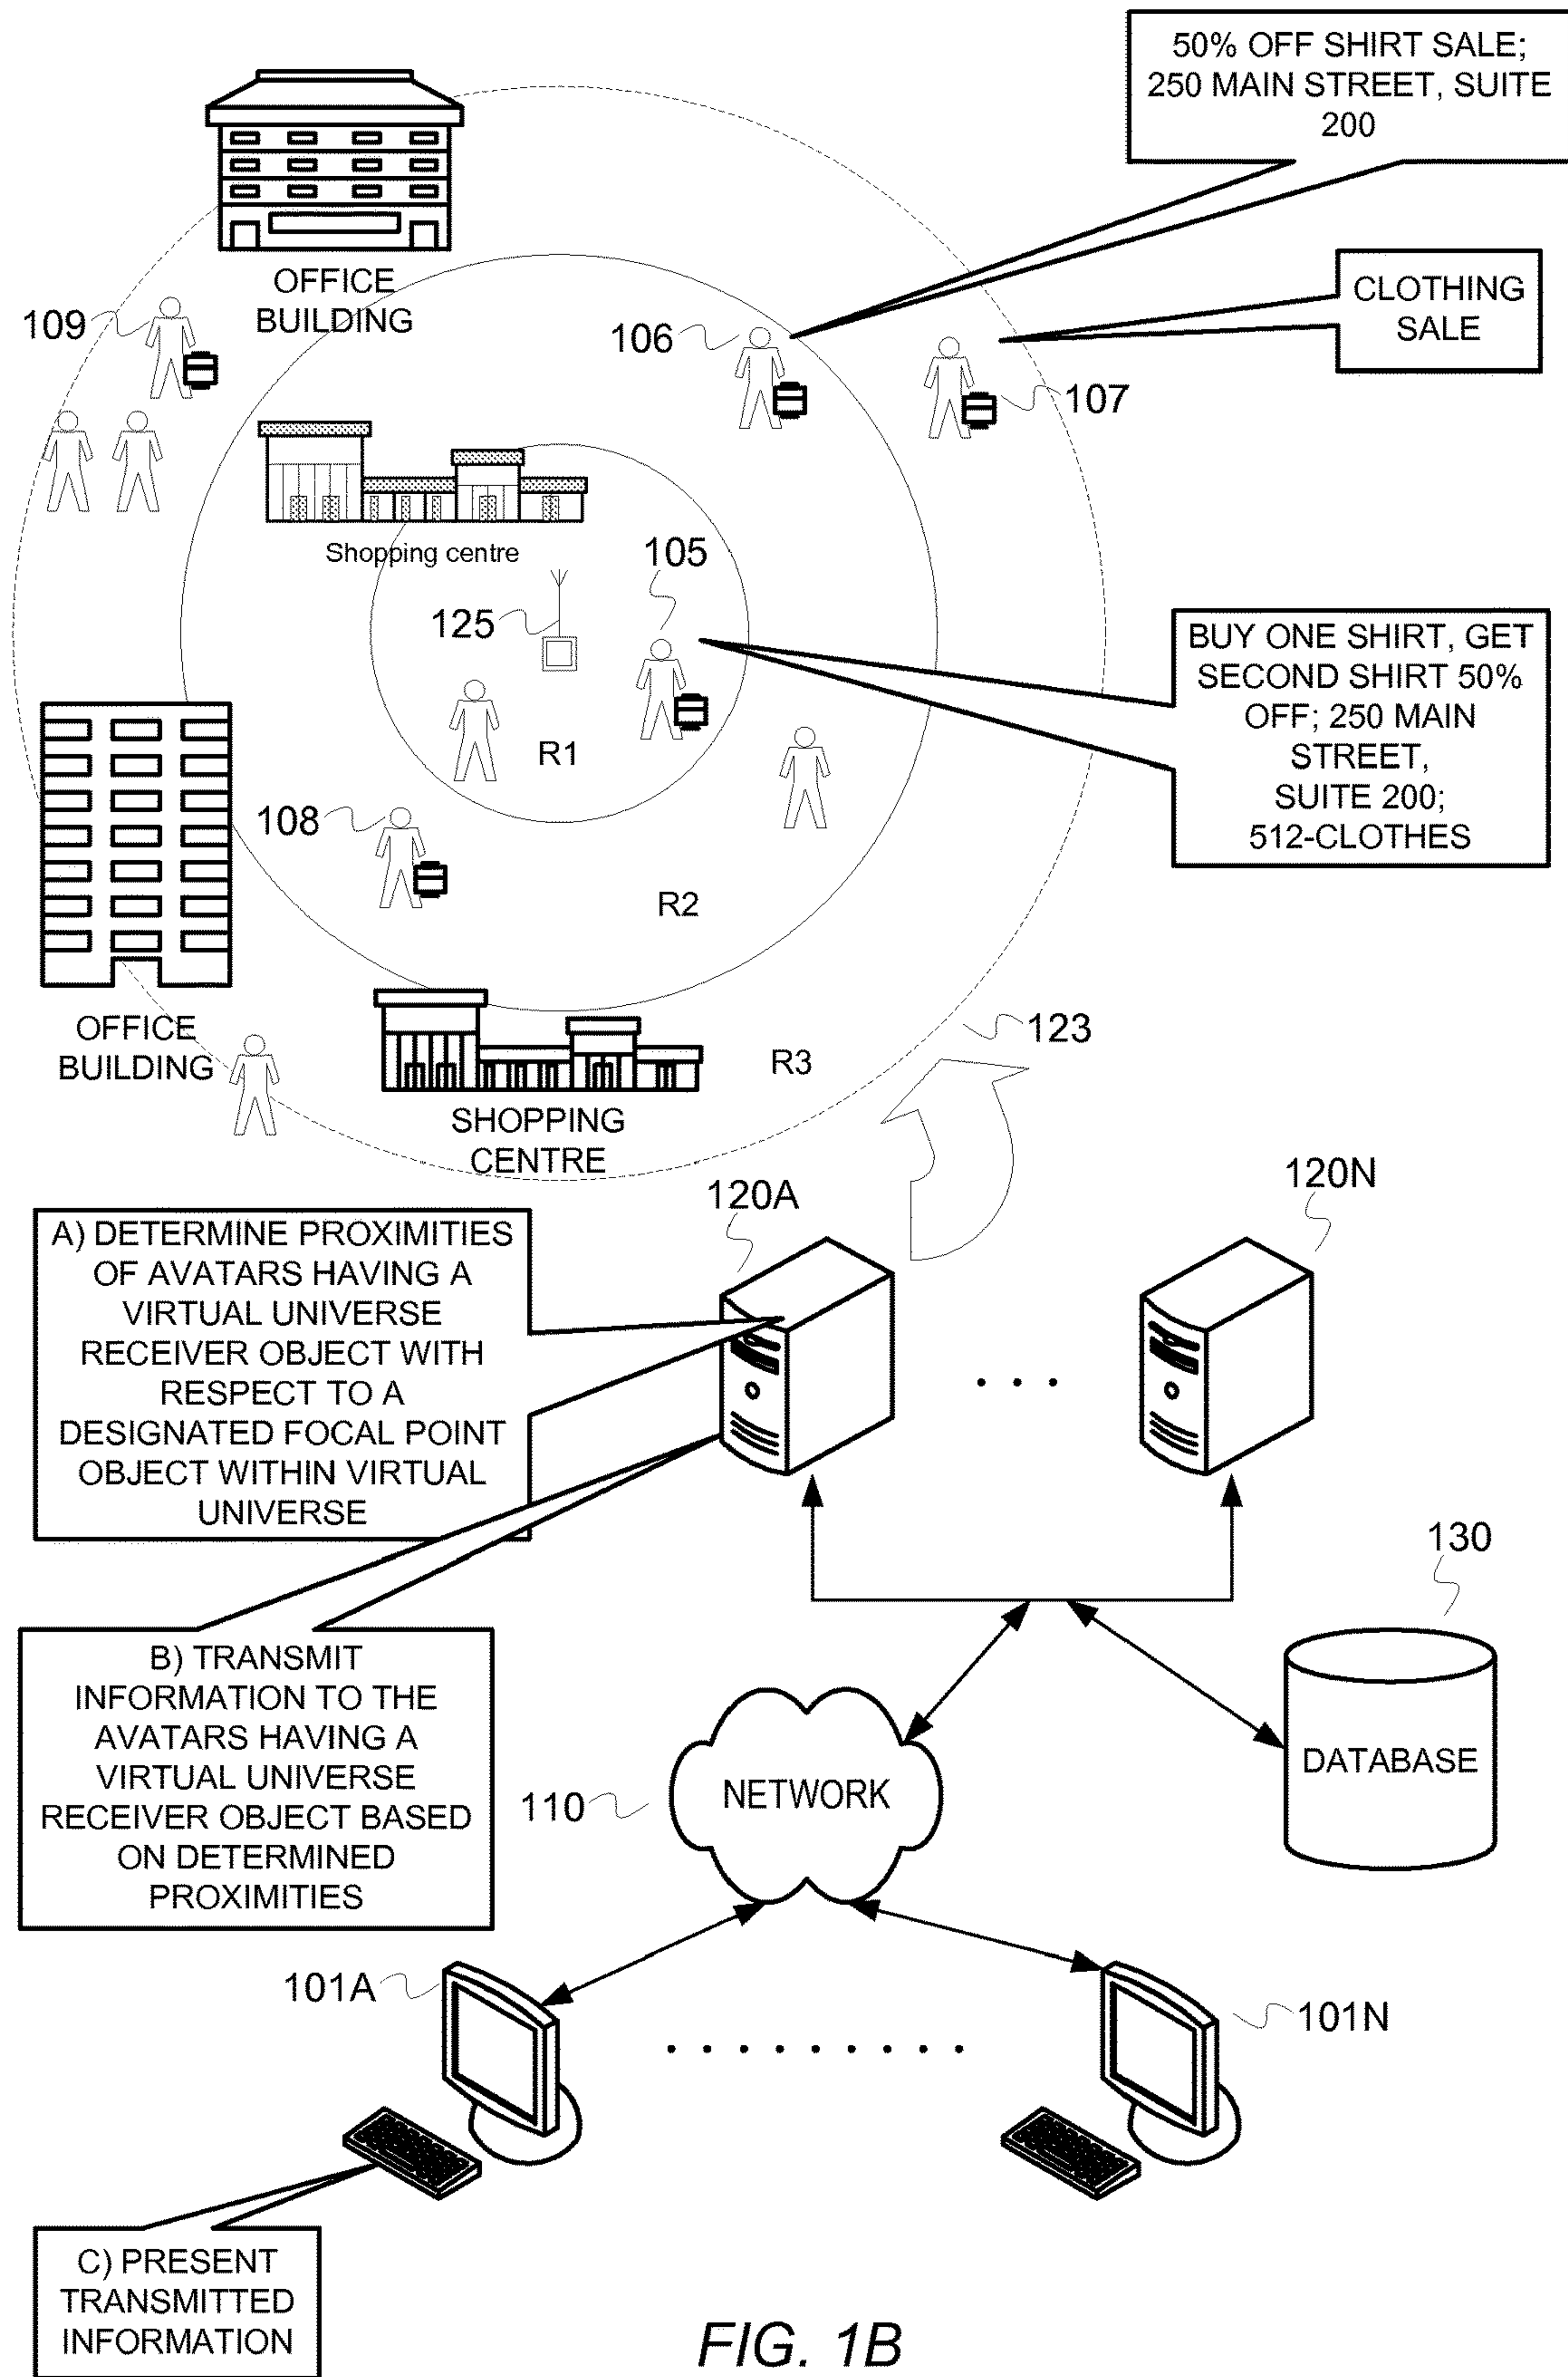 50% OFF SHIRT SALE;
250 MAIN STREET, SUITE
200
OFFICE
BUILDING
109
106
CLOTHING
SALE
107
Shopping centre
105
125
BUY ONE SHIRT, GET
SECOND SHIRT 50%
OFF; 250 MAIN
STREET,
SUITE 200;
512-CLOTHES
R1
108
R2
OFFICE
BUILDING
123
R3
SHOPPING
CENTRE
120A
120N
A) DETERMINE PROXIMITIES
OF AVATARS HAVING A
VIRTUAL UNIVERSE
RECEIVER OBJECT WITH
RESPECT TO A
DESIGNATED FOCAL POINT
OBJECT WITHIN VIRTUAL
UNIVERSE
. . .
130
B) TRANSMIT
INFORMATION TO THE
AVATARS HAVING A
VIRTUAL UNIVERSE
RECEIVER OBJECT BASED
ON DETERMINED
PROXIMITIES
DATABASE
NETWORK
110
101A
101N
. . . . . . . . .
C) PRESENT
TRANSMITTED
INFORMATION
FIG. 1B